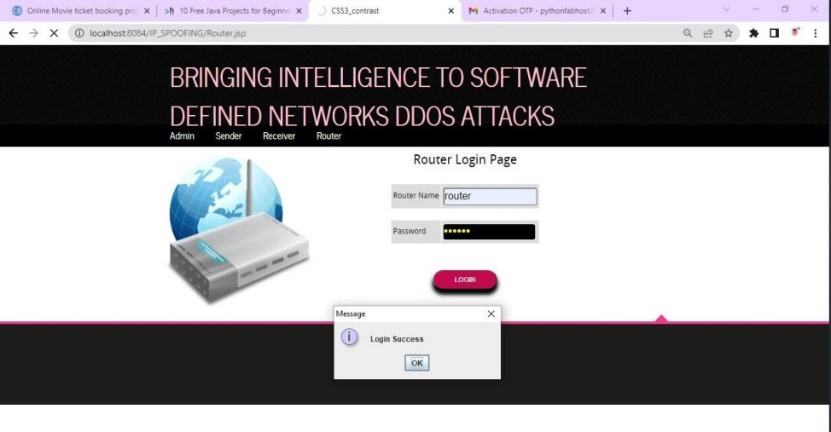 Online Movie ticket booking pro
10 Free Java Projects for Beginne
CSS3_contrast
Activation OTP - pythonfabhost2
localhost:8084/IP_SPOOFING/Router.jsp
BRINGING INTELLIGENCE TO SOFTWARE
DEFINED NETWORKS DDOS ATTACKS
Admin Sender Receiver Router
Router Login Page
Router Name router
Password ••••••
LOGIN
Message
Login Success
OK